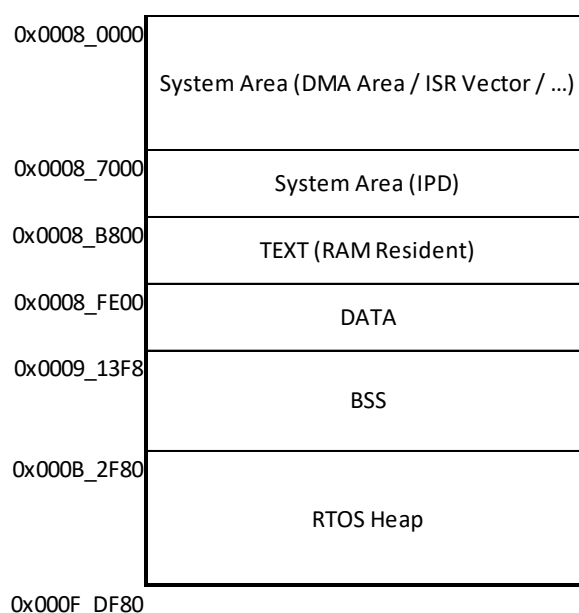 0x0008_0000
System Area (DMA Area / ISR Vector / ...)
0x0008_7000
System Area (IPD)
0x0008_B800
TEXT (RAM Resident)
0x0008_FE00
DATA
0x0009_13F8
BSS
0x000B_2F80
RTOS Heap
0x000F_DF80